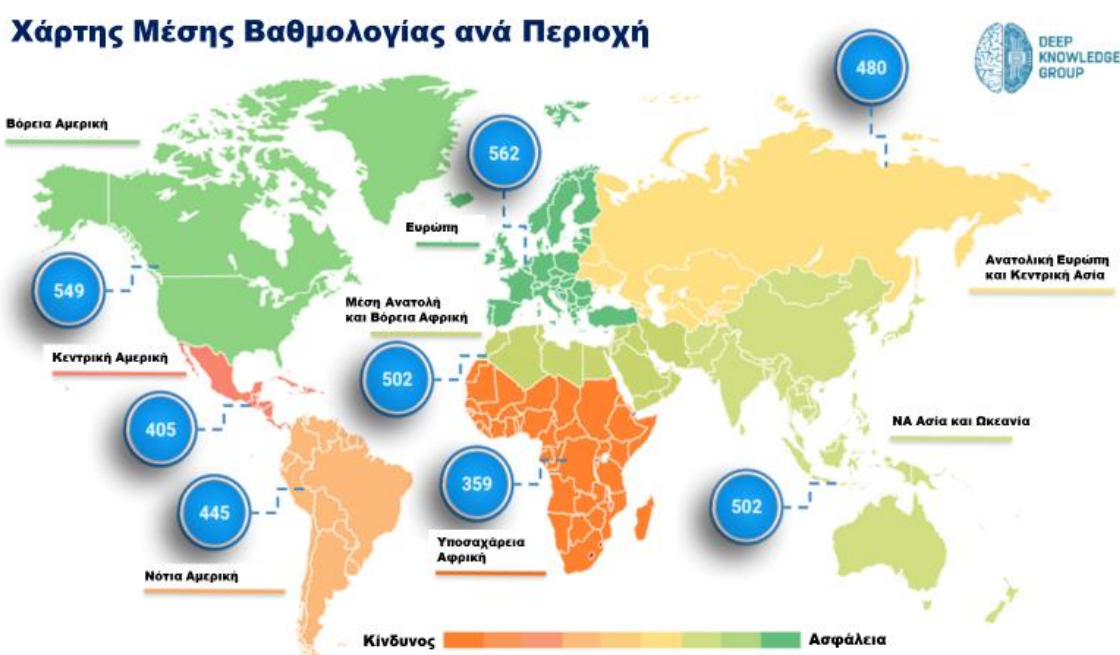 Χάρτης Μέσης Βαθμολογίας ανά Περιοχή
DEEP
KNOWLEDGE
GROUP
480
Βόρεια Αμερική
562
Ευρώπη
Ανατολική Ευρώπη
και Κεντρική Ασία
549
Μέση Ανατολή
και Βόρεια Αφρική
Κεντρική Αμερική
502
405
ΝΑ Ασία και Ωκεανία
359
445
502
Υποσαχάρεια
Αφρική
Νότια Αμερική
Κίνδυνος
Ασφάλεια